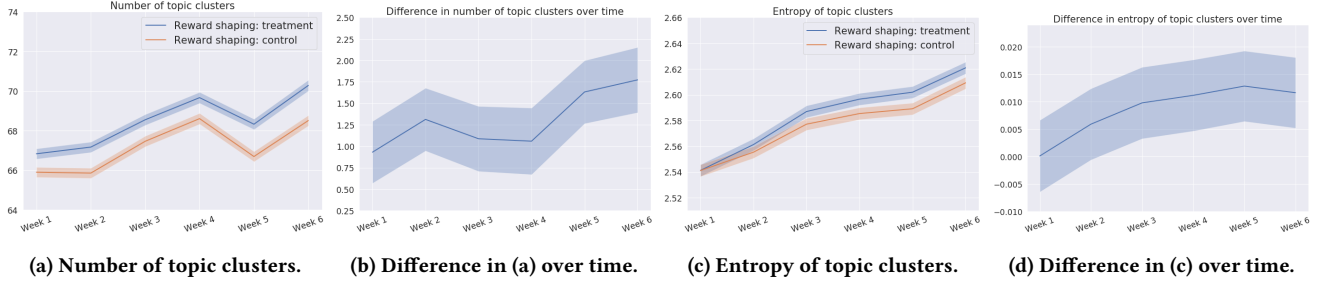 Number of topic clusters
74
72
70
68
66
64
Reward shaping: treatment
Reward shaping: control
Week 1
Week 2
Week 3
Week 4
Week 5
Week 6
(a) Number of topic clusters.
Difference in number of topic clusters over time
2.50
2.25
2.00
1.75
1.50
1.25
1.00
0.75
0.50
0.25
Week 1
Week 2
Week 3
Week 4
Week 5
Week 6
(b) Difference in (a) over time.
Entropy of topic clusters
2.66
2.64
2.62
2.60
2.58
2.56
2.54
2.52
Reward shaping: treatment
Reward shaping: control
Week 1
Week 2
Week 3
Week 4
Week 5
Week 6
(c) Entropy of topic clusters.
Difference in entropy of topic clusters over time
0.020
0.015
0.010
0.005
0.000
−0.005
−0.010
Week 1
Week 2
Week 3
Week 4
Week 5
Week 6
(d) Difference in (c) over time.